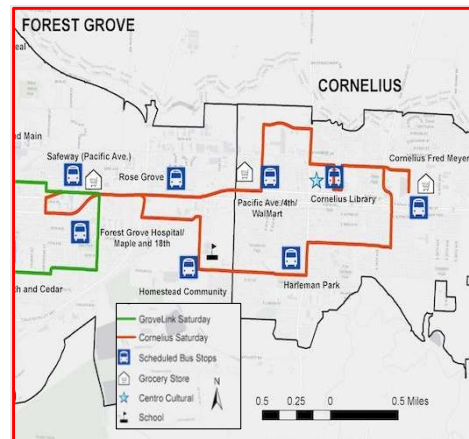 FOREST GROVE
CORNELIUS
d Main
Safeway (Pacific Ave.)
Rose Grove
Cornelius Fred Meyer
Pacific Ave./4th/
WalMart
Cornelius Library
Forest Grove Hospital/
Maple and 18th
th and Cedar
Homestead Community
Harleman Park
GroveLink Saturday
Cornelius Saturday
Scheduled Bus Stops
Grocery Store
Centro Cultural
School
N
0.5 0.25 0 0.5 Miles